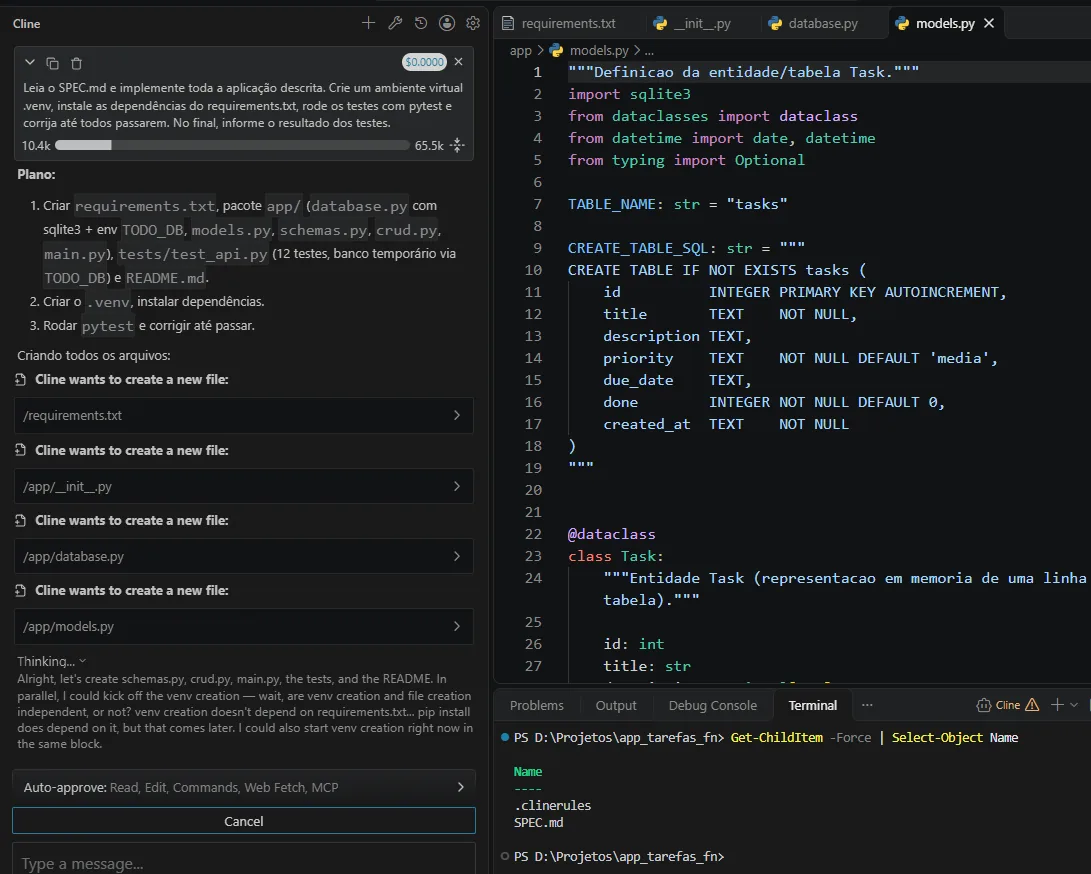 Cline
$0.0000
Leia o SPEC.md e implemente toda a aplicação descrita. Crie um ambiente virtual
.venv, instale as dependências do requirements.txt, rode os testes com pytest e
corrija até todos passarem. No final, informe o resultado dos testes.
10.4k
65.5k
Plano:
1. Criar requirements.txt, pacote app/ (database.py com
sqlite3 + env TODO_DB, models.py, schemas.py, crud.py,
main.py), tests/test_api.py (12 testes, banco temporário via
TODO_DB) e README.md.
2. Criar o .venv, instalar dependências.
3. Rodar pytest e corrigir até passar.
Criando todos os arquivos:
Cline wants to create a new file:
/requirements.txt
Cline wants to create a new file:
/app/__init__.py
Cline wants to create a new file:
/app/database.py
Cline wants to create a new file:
/app/models.py
Thinking...
Alright, let's create schemas.py, crud.py, main.py, the tests, and the README. In
parallel, I could kick off the venv creation — wait, are venv creation and file creation
independent, or not? venv creation doesn't depend on requirements.txt... pip install
does depend on it, but that comes later. I could also start venv creation right now in
the same block.
Auto-approve: Read, Edit, Commands, Web Fetch, MCP
Cancel
Type a message...
requirements.txt
__init__.py
database.py
models.py
app > models.py > ...
1 """Definicao da entidade/tabela Task."""
2 import sqlite3
3 from dataclasses import dataclass
4 from datetime import date, datetime
5 from typing import Optional
6
7 TABLE_NAME: str = "tasks"
8
9 CREATE_TABLE_SQL: str = """
10 CREATE TABLE IF NOT EXISTS tasks (
11 id INTEGER PRIMARY KEY AUTOINCREMENT,
12 title TEXT NOT NULL,
13 description TEXT,
14 priority TEXT NOT NULL DEFAULT 'media',
15 due_date TEXT,
16 done INTEGER NOT NULL DEFAULT 0,
17 created_at TEXT NOT NULL
18 )
19 """
20
21
22 @dataclass
23 class Task:
24 """Entidade Task (representacao em memoria de uma linha
tabela)."""
25
26 id: int
27 title: str
Problems
Output
Debug Console
Terminal
...
Cline
PS D:\Projetos\app_tarefas_fn> Get-ChildItem -Force | Select-Object Name
Name
----
.clinerules
SPEC.md
PS D:\Projetos\app_tarefas_fn>